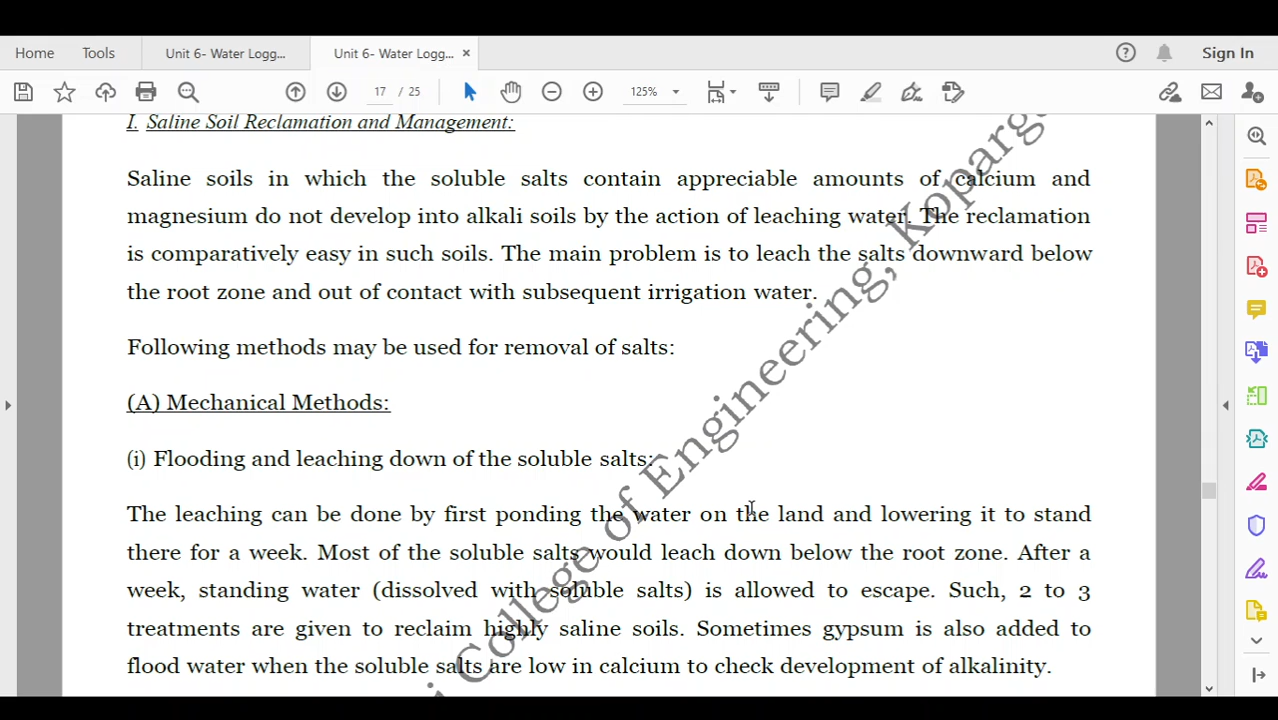 Home Tools Unit 6- Water Logg... Unit 6- Water Logg... × ? Sign In
17 / 25 125%
I. Saline Soil Reclamation and Management:
Saline soils in which the soluble salts contain appreciable amounts of calcium and
magnesium do not develop into alkali soils by the action of leaching water. The reclamation
is comparatively easy in such soils. The main problem is to leach the salts downward below
the root zone and out of contact with subsequent irrigation water.
Following methods may be used for removal of salts:
(A) Mechanical Methods:
(i) Flooding and leaching down of the soluble salts:
The leaching can be done by first ponding the water on the land and lowering it to stand
there for a week. Most of the soluble salts would leach down below the root zone. After a
week, standing water (dissolved with soluble salts) is allowed to escape. Such, 2 to 3
treatments are given to reclaim highly saline soils. Sometimes gypsum is also added to
flood water when the soluble salts are low in calcium to check development of alkalinity.
College of Engineering,